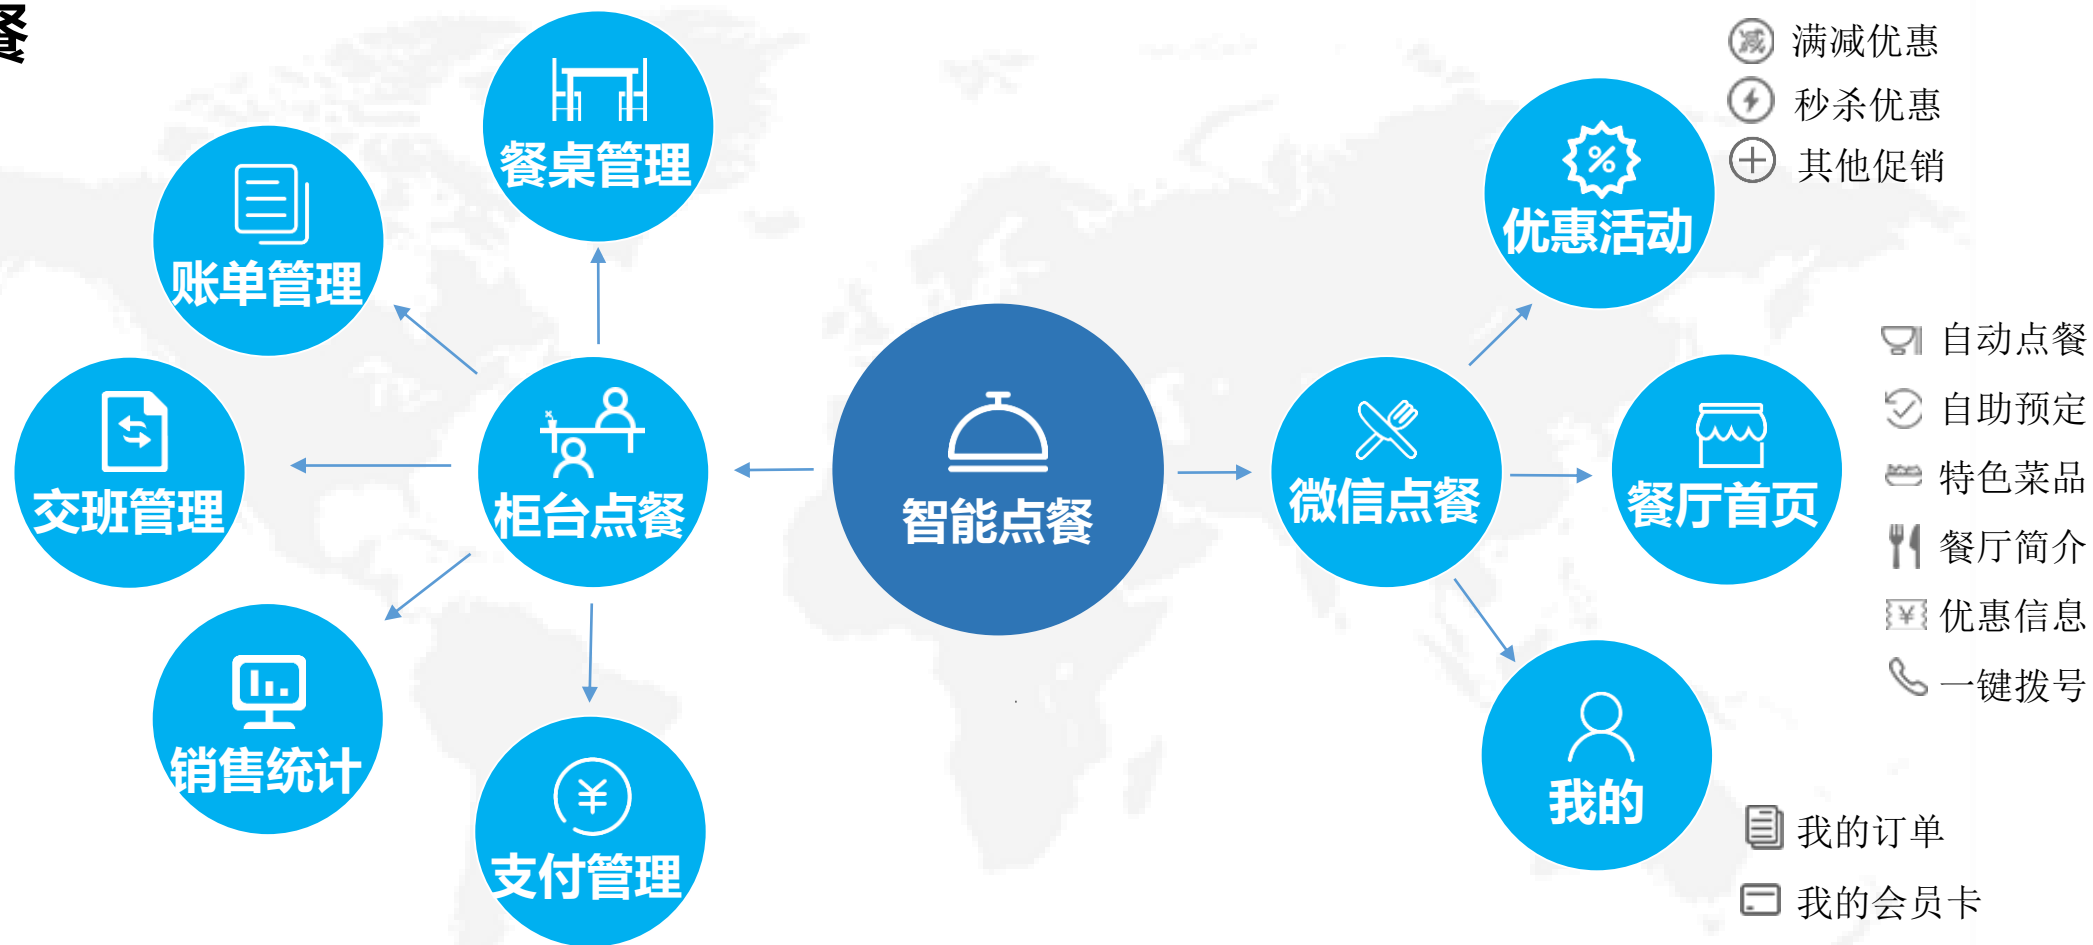 餐
餐桌管理
账单管理
交班管理
柜台点餐
销售统计
支付管理
智能点餐
微信点餐
优惠活动
满减优惠
秒杀优惠
其他促销
餐厅首页
自动点餐
自助预定
特色菜品
餐厅简介
优惠信息
一键拨号
我的
我的订单
我的会员卡